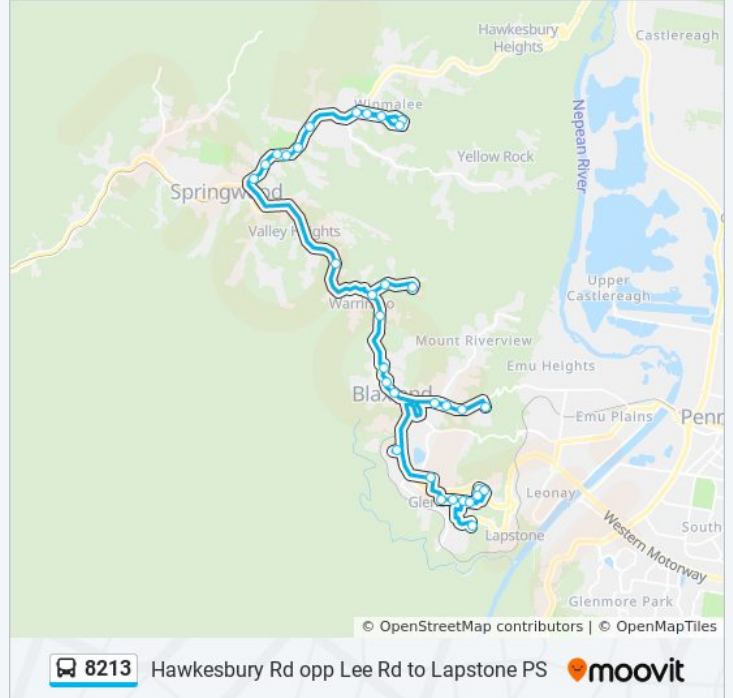 Castlereagh
Hawkesbury
Heights
Winmalee
Nepean River
Yellow Rock
Springwood
Valley Heights
Upper
Castlereagh
Mount Riverview
Emu Heights
Emu Plains
Leonay
Lapstone
Western Motorway
South
Glenmore Park
© OpenStreetMap contributors | © OpenMapTiles
8213 Hawkesbury Rd opp Lee Rd to Lapstone PS moovit